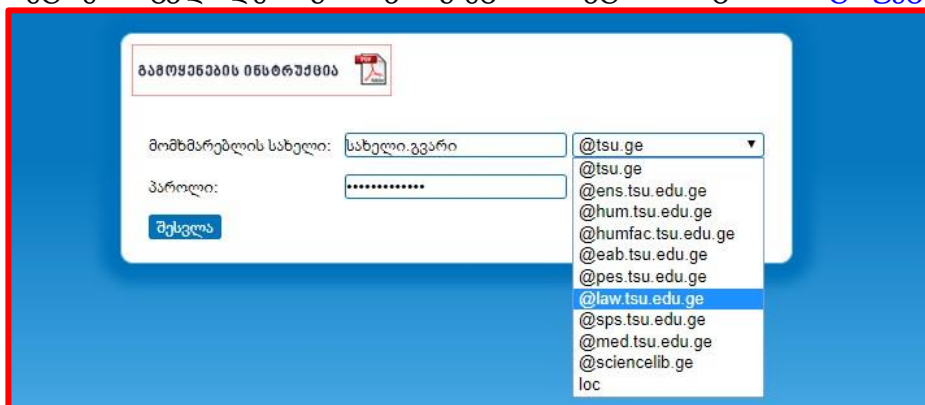 ᲒᲐᲛᲝᲧᲔᲜᲔᲑᲘᲡ ᲘᲜᲡᲢᲠᲣᲥᲪᲘᲐ PDF
მომხმარებლის სახელი: სახელი.გვარი @tsu.ge
პაროლი: •••••••••••••
შესვლა
@tsu.ge
@ens.tsu.edu.ge
@hum.tsu.edu.ge
@humfac.tsu.edu.ge
@eab.tsu.edu.ge
@pes.tsu.edu.ge
@law.tsu.edu.ge
@sps.tsu.edu.ge
@med.tsu.edu.ge
@sciencelib.ge
loc